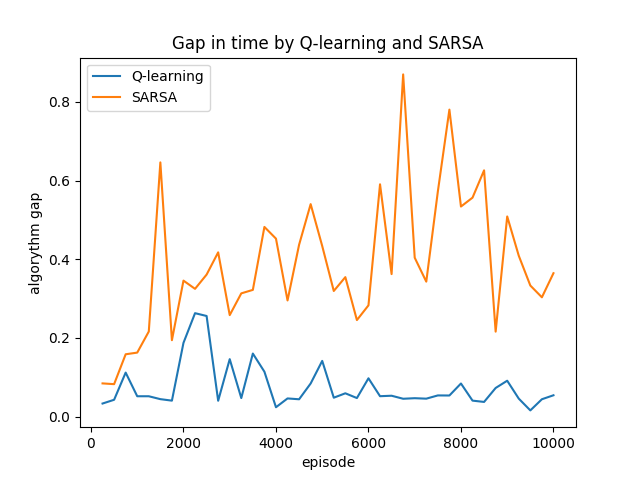 Gap in time by Q-learning and SARSA
Q-learning
SARSA
algorythm gap
0.8
0.6
0.4
0.2
0.0
0 2000 4000 6000 8000 10000
episode